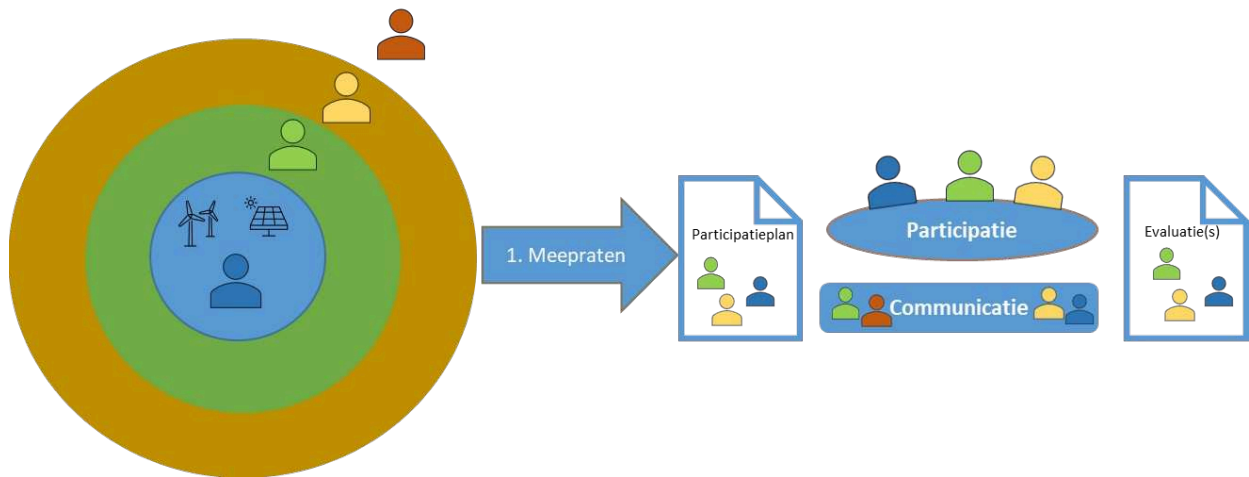 1. Meepraten
Participatieplan
Participatie
Communicatie
Evaluatie(s)